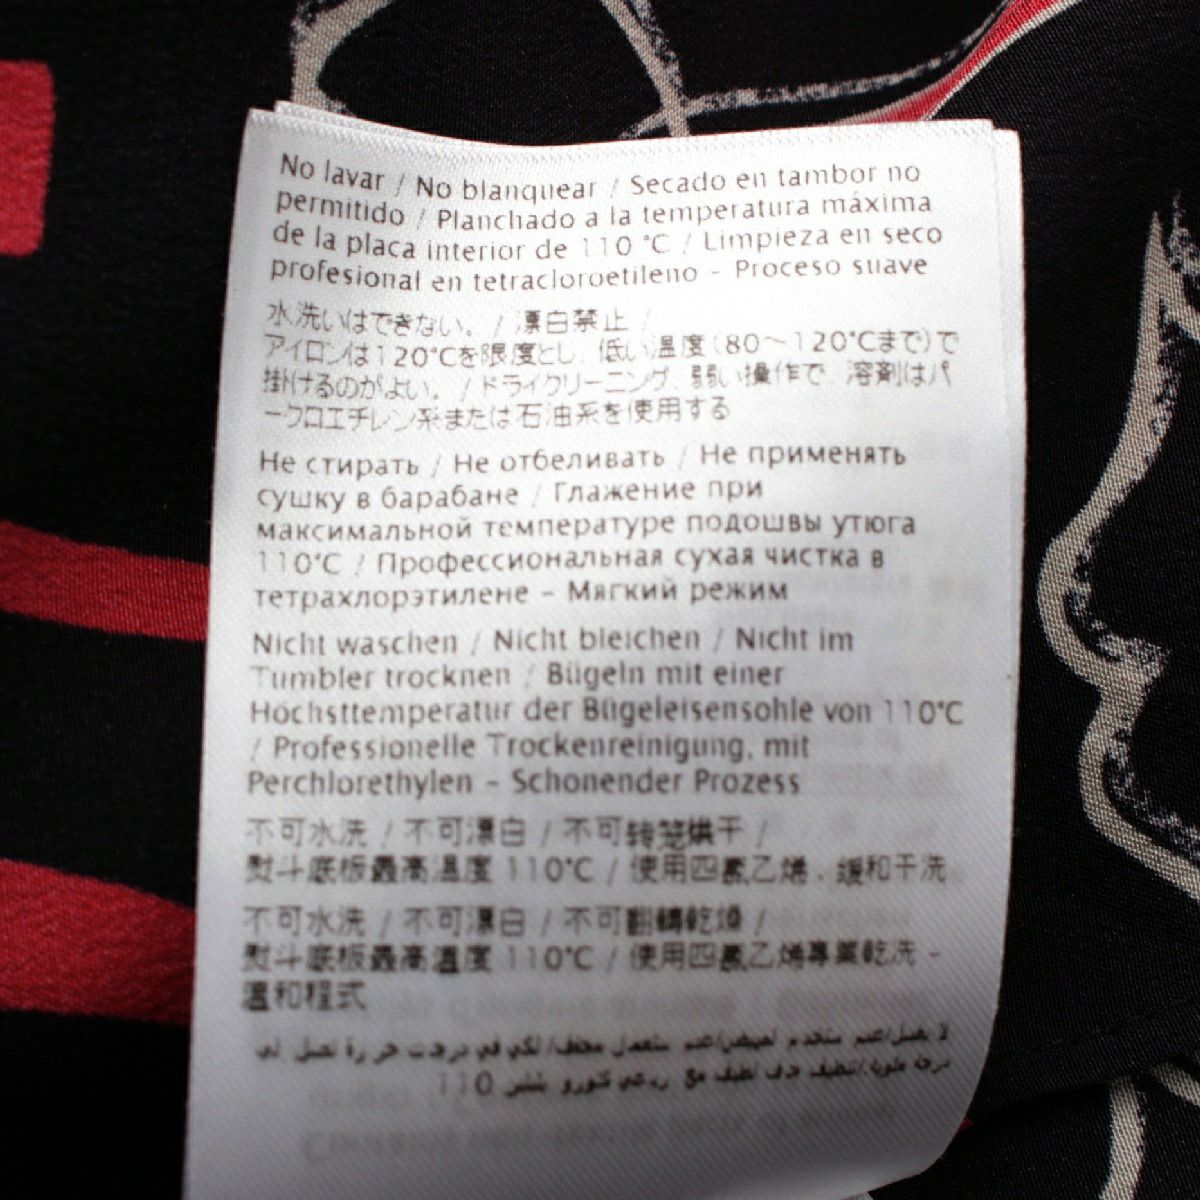 No lavar / No blanquear / Secado en tambor no
permitido / Planchado a la temperatura máxima
de la placa interior de 110 °C / Limpieza en seco
profesional en tetracloroetileno - Proceso suave
水洗いはできない。 / 漂白禁止 /
アイロンは120℃を限度とし、低い温度(80～120℃まで)で
掛けるのがよい。 / ドライクリーニング、弱い操作で、溶剤はパ
ークロロエチレン系または石油系を使用する
Не стирать / Не отбеливать / Не применять
сушку в барабане / Глажение при
максимальной температуре подошвы утюга
110°C / Профессиональная сухая чистка в
тетрахлорэтилене – Мягкий режим
Nicht waschen / Nicht bleichen / Nicht im
Tumbler trocknen / Bügeln mit einer
Höchsttemperatur der Bügeleisensohle von 110°C
/ Professionelle Trockenreinigung, mit
Perchlorethylen - Schonender Prozess
不可水洗 / 不可漂白 / 不可转笼烘干 /
熨斗底板最高温度 110°C / 使用四氯乙烯，缓和干洗
不可水洗 / 不可漂白 / 不可翻轉乾燥 /
熨斗底板最高溫度 110°C / 使用四氯乙烯專業乾洗 -
溫和程式
110